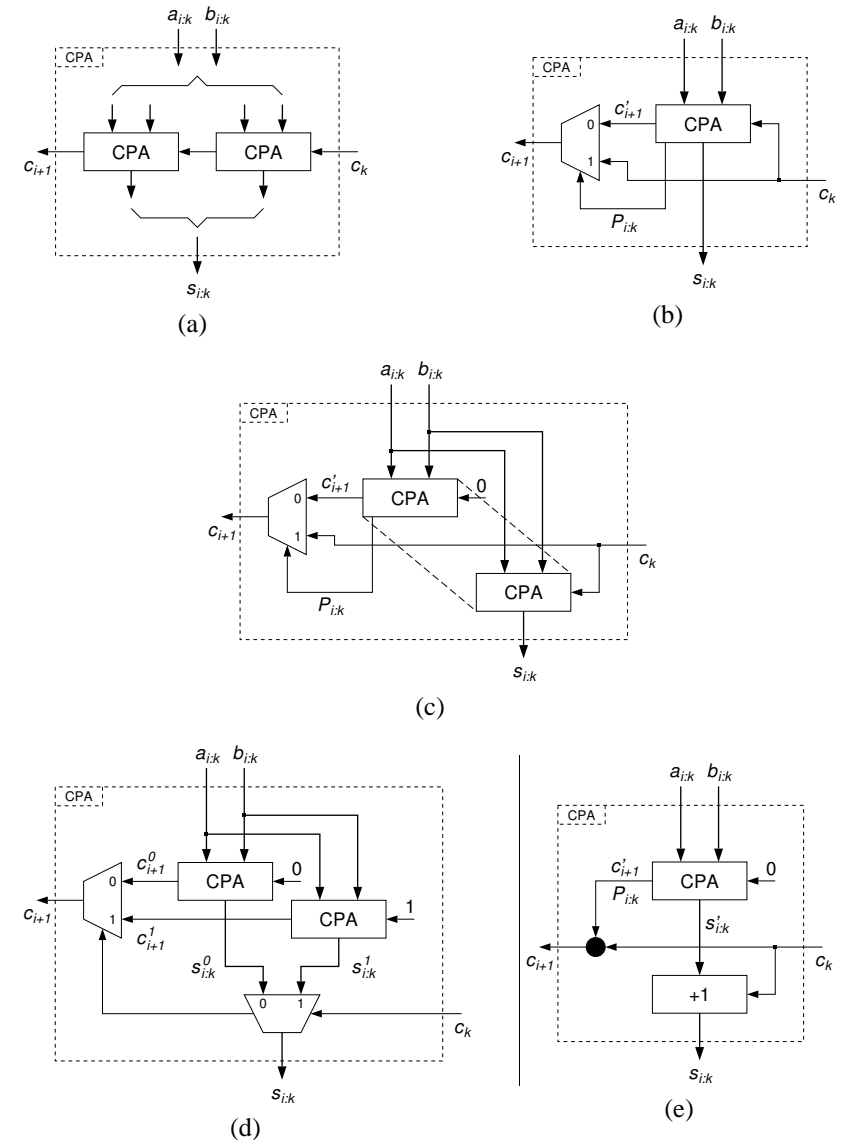 a_{i:k} b_{i:k}
CPA
CPA CPA
c_{i+1} c_k
s_{i:k}
(a)
a_{i:k} b_{i:k}
CPA
0 c'_{i+1} CPA
c_{i+1} 1
c_k
P_{i:k}
s_{i:k}
(b)
a_{i:k} b_{i:k}
CPA
0 c'_{i+1} CPA 0
c_{i+1} 1
c_k
P_{i:k} CPA
s_{i:k}
(c)
a_{i:k} b_{i:k}
CPA
0 c^0_{i+1} CPA 0
c_{i+1} 1 c^1_{i+1} CPA 1
s^0_{i:k} s^1_{i:k}
0 1
c_k
s_{i:k}
(d)
a_{i:k} b_{i:k}
CPA
c'_{i+1} CPA 0
P_{i:k}
s'_{i:k}
c_{i+1} c_k
+1
s_{i:k}
(e)